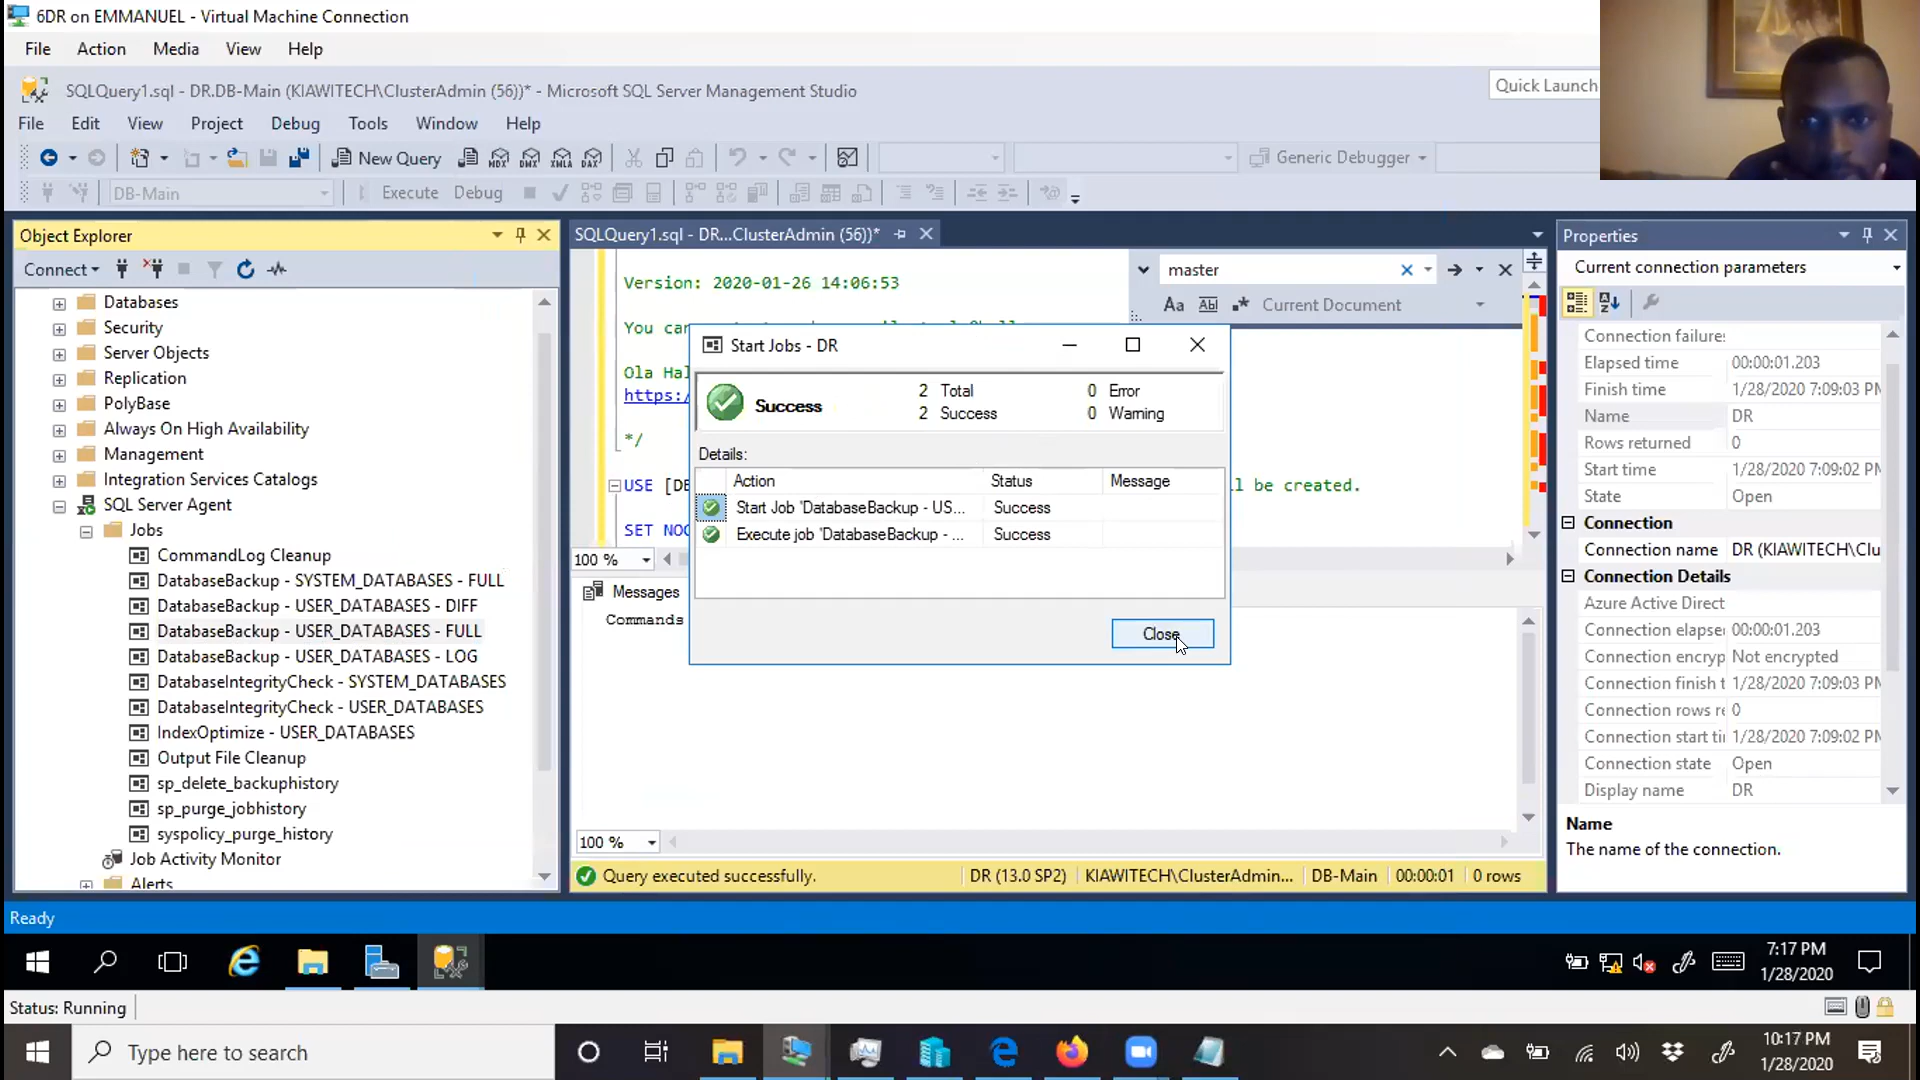 6DR on EMMANUEL - Virtual Machine Connection
File Action Media View Help
SQLQuery1.sql - DR.DB-Main (KIAWITECH\ClusterAdmin (56))* - Microsoft SQL Server Management Studio
Quick Launch
File Edit View Project Debug Tools Window Help
New Query
MDX DMX XMLA DAX
Generic Debugger
DB-Main
Execute Debug
Object Explorer
Connect
Databases
Security
Server Objects
Replication
PolyBase
Always On High Availability
Management
Integration Services Catalogs
SQL Server Agent
Jobs
CommandLog Cleanup
DatabaseBackup - SYSTEM_DATABASES - FULL
DatabaseBackup - USER_DATABASES - DIFF
DatabaseBackup - USER_DATABASES - FULL
DatabaseBackup - USER_DATABASES - LOG
DatabaseIntegrityCheck - SYSTEM_DATABASES
DatabaseIntegrityCheck - USER_DATABASES
IndexOptimize - USER_DATABASES
Output File Cleanup
sp_delete_backuphistory
sp_purge_jobhistory
syspolicy_purge_history
Job Activity Monitor
Alerts
SQLQuery1.sql - DR...ClusterAdmin (56))*
master
Aa Abl Current Document
Version: 2020-01-26 14:06:53
You can
Ola Hal
https:/
*/
USE [DB
l be created.
SET NOC
100 %
Messages
Commands
100 %
Query executed successfully.
DR (13.0 SP2) KIAWITECH\ClusterAdmin... DB-Main 00:00:01 0 rows
Start Jobs - DR
Success
2 Total 0 Error
2 Success 0 Warning
Details:
Action Status Message
Start Job 'DatabaseBackup - US... Success
Execute job 'DatabaseBackup - ... Success
Close
Properties
Current connection parameters
Connection failure:
Elapsed time 00:00:01.203
Finish time 1/28/2020 7:09:03 PM
Name DR
Rows returned 0
Start time 1/28/2020 7:09:02 PM
State Open
Connection
Connection name DR (KIAWITECH\Clu
Connection Details
Azure Active Direct
Connection elapse 00:00:01.203
Connection encryp Not encrypted
Connection finish t 1/28/2020 7:09:03 PM
Connection rows re 0
Connection start ti 1/28/2020 7:09:02 PM
Connection state Open
Display name DR
Name
The name of the connection.
Ready
7:17 PM
1/28/2020
Status: Running
Type here to search
10:17 PM
1/28/2020